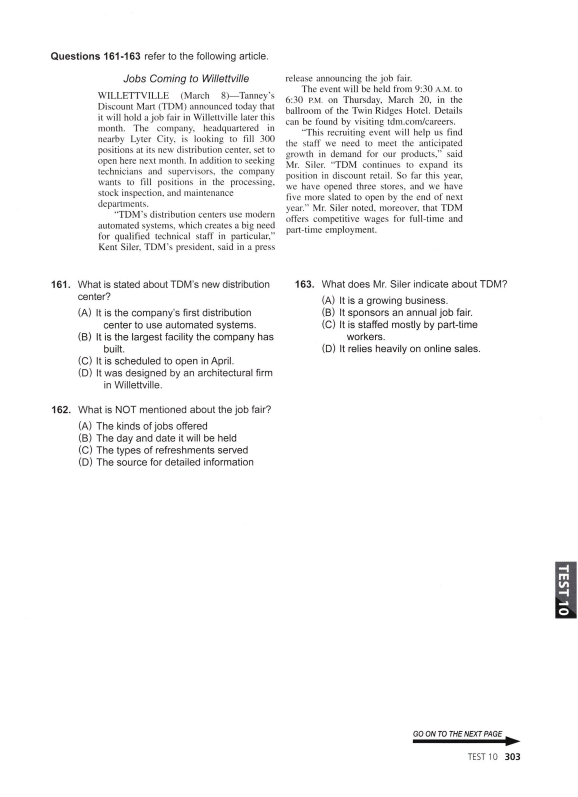 Questions 161-163 refer to the following article.
Jobs Coming to Willettville
WILLETTVILLE (March 8)—Tanney's
Discount Mart (TDM) announced today that
it will hold a job fair in Willettville later this
month. The company, headquartered in
nearby Lyter City, is looking to fill 300
positions at its new distribution center, set to
open here next month. In addition to seeking
technicians and supervisors, the company
wants to fill positions in the processing,
stock inspection, and maintenance
departments.
"TDM's distribution centers use modern
automated systems, which creates a big need
for qualified technical staff in particular,"
Kent Siler, TDM's president, said in a press
release announcing the job fair.
The event will be held from 9:30 A.M. to
6:30 P.M. on Thursday, March 20, in the
ballroom of the Twin Ridges Hotel. Details
can be found by visiting tdm.com/careers.
"This recruiting event will help us find
the staff we need to meet the anticipated
growth in demand for our products," said
Mr. Siler. "TDM continues to expand its
position in discount retail. So far this year,
we have opened three stores, and we have
five more slated to open by the end of next
year." Mr. Siler noted, moreover, that TDM
offers competitive wages for full-time and
part-time employment.
161. What is stated about TDM's new distribution
center?
(A) It is the company's first distribution
center to use automated systems.
(B) It is the largest facility the company has
built.
(C) It is scheduled to open in April.
(D) It was designed by an architectural firm
in Willettville.
162. What is NOT mentioned about the job fair?
(A) The kinds of jobs offered
(B) The day and date it will be held
(C) The types of refreshments served
(D) The source for detailed information
163. What does Mr. Siler indicate about TDM?
(A) It is a growing business.
(B) It sponsors an annual job fair.
(C) It is staffed mostly by part-time
workers.
(D) It relies heavily on online sales.
TEST 10
GO ON TO THE NEXT PAGE
TEST 10 303